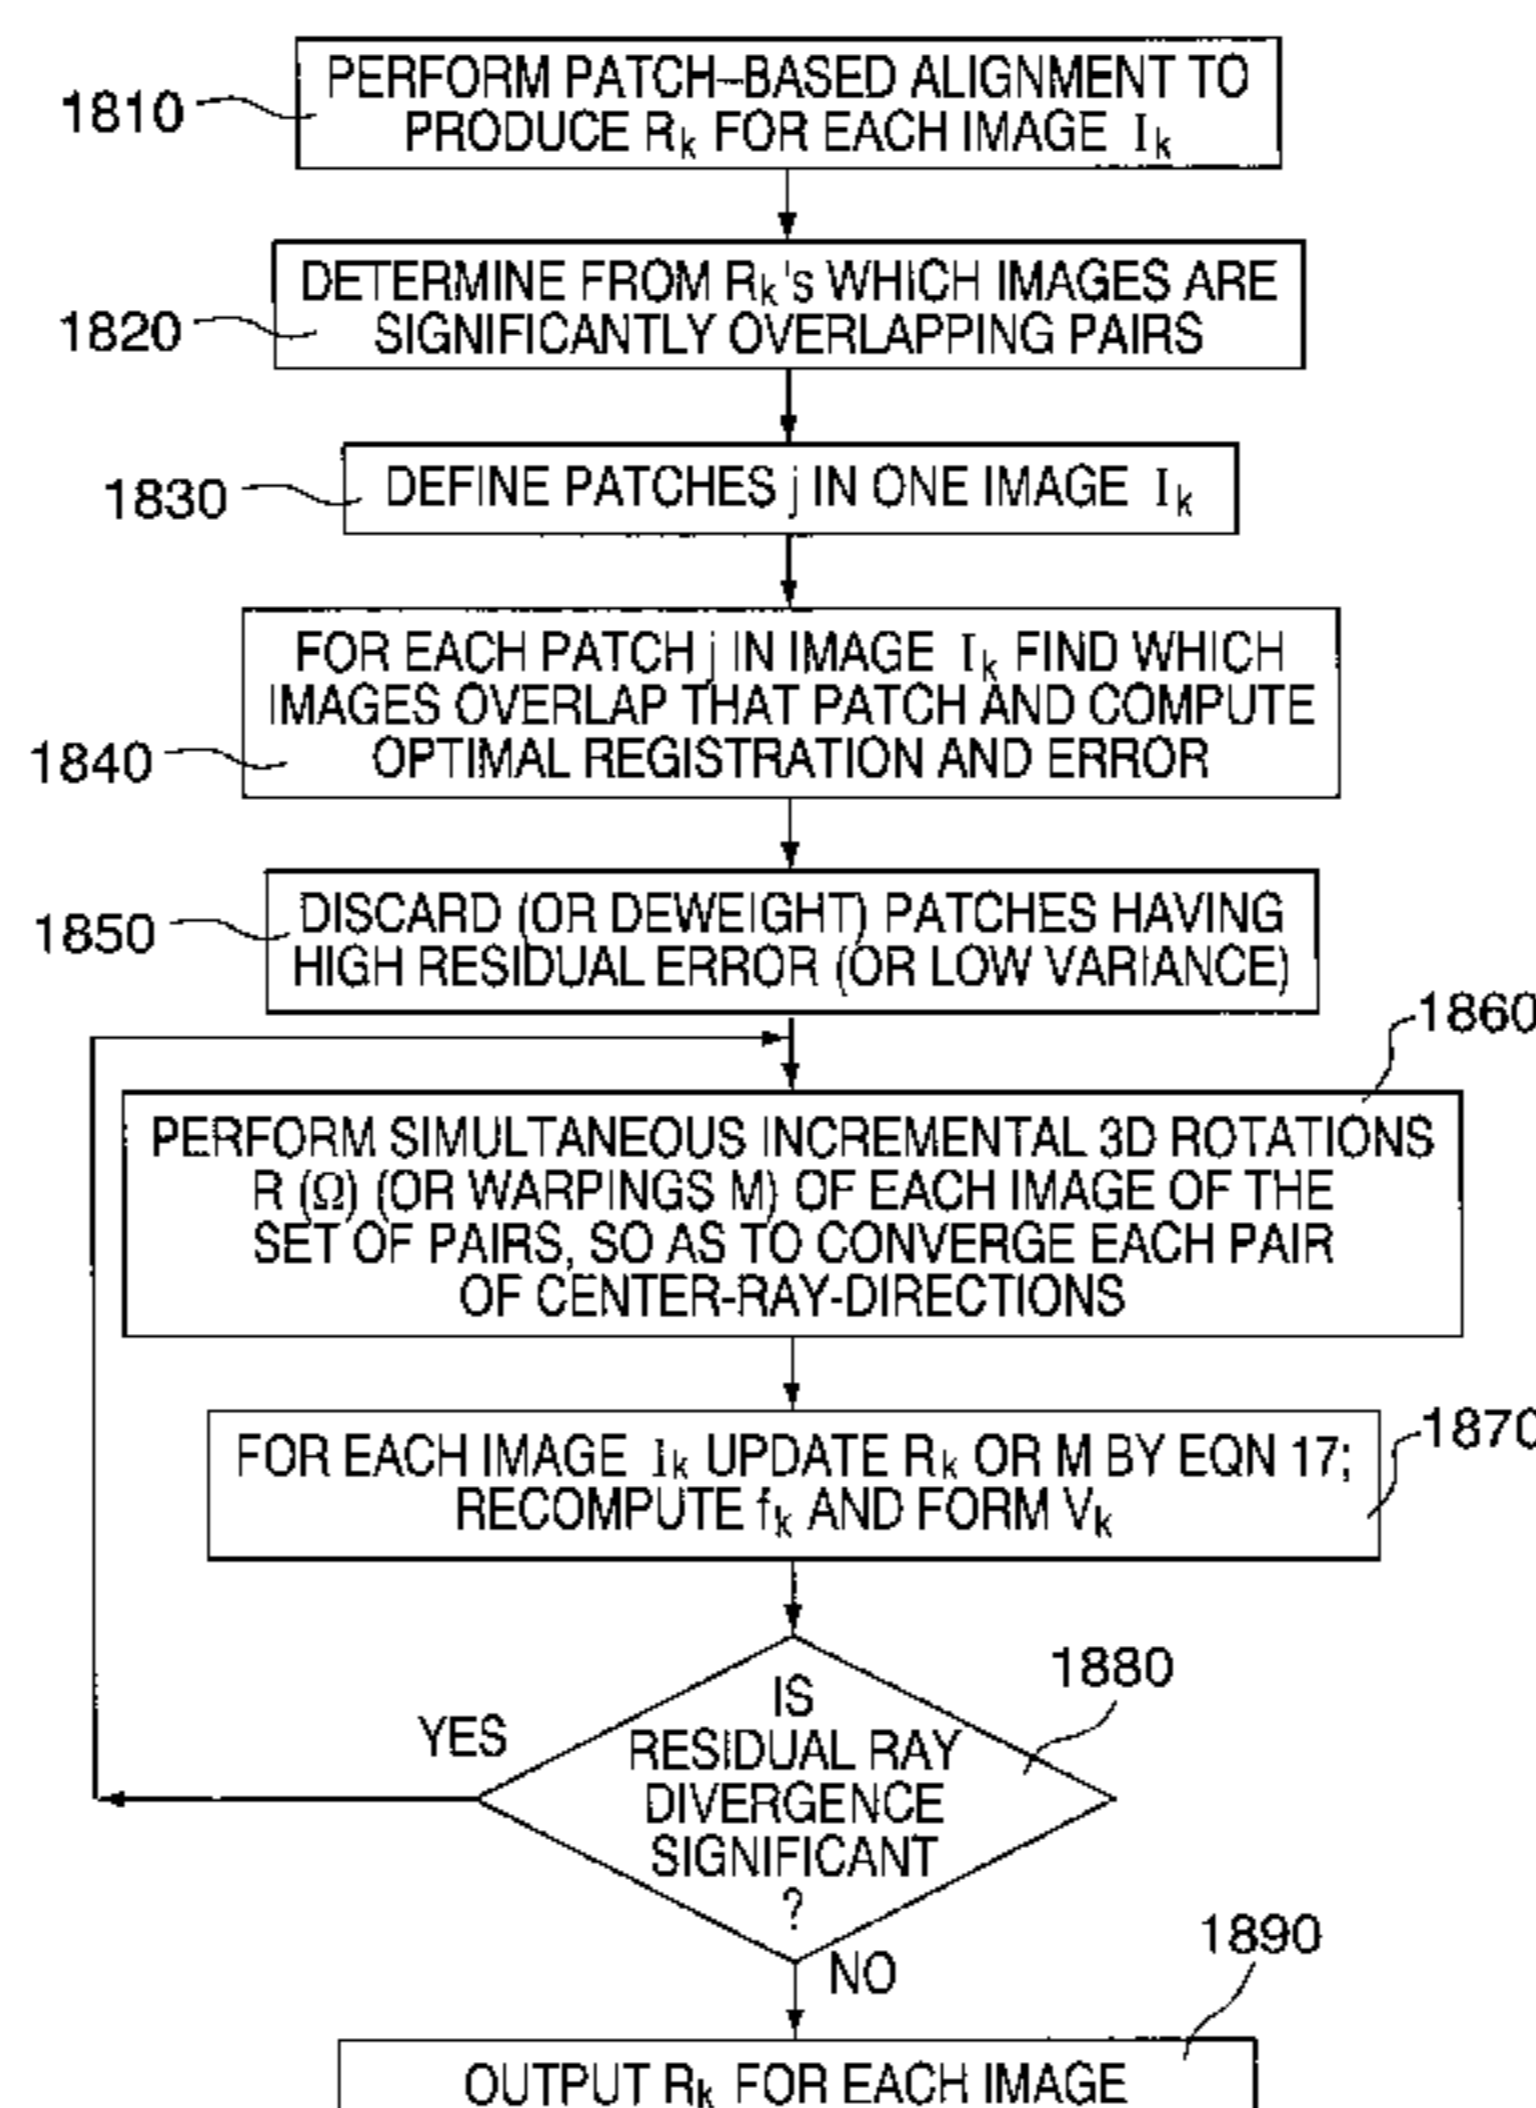 1810
PERFORM PATCH-BASED ALIGNMENT TO
PRODUCE Rk FOR EACH IMAGE Ik
1820
DETERMINE FROM Rk's WHICH IMAGES ARE
SIGNIFICANTLY OVERLAPPING PAIRS
1830
DEFINE PATCHES j IN ONE IMAGE Ik
1840
FOR EACH PATCH j IN IMAGE Ik FIND WHICH
IMAGES OVERLAP THAT PATCH AND COMPUTE
OPTIMAL REGISTRATION AND ERROR
1850
DISCARD (OR DEWEIGHT) PATCHES HAVING
HIGH RESIDUAL ERROR (OR LOW VARIANCE)
1860
PERFORM SIMULTANEOUS INCREMENTAL 3D ROTATIONS
R (Ω) (OR WARPINGS M) OF EACH IMAGE OF THE
SET OF PAIRS, SO AS TO CONVERGE EACH PAIR
OF CENTER-RAY-DIRECTIONS
1870
FOR EACH IMAGE Ik UPDATE Rk OR M BY EQN 17;
RECOMPUTE fk AND FORM Vk
1880
IS
RESIDUAL RAY
DIVERGENCE
SIGNIFICANT
?
YES
NO
1890
OUTPUT Rk FOR EACH IMAGE